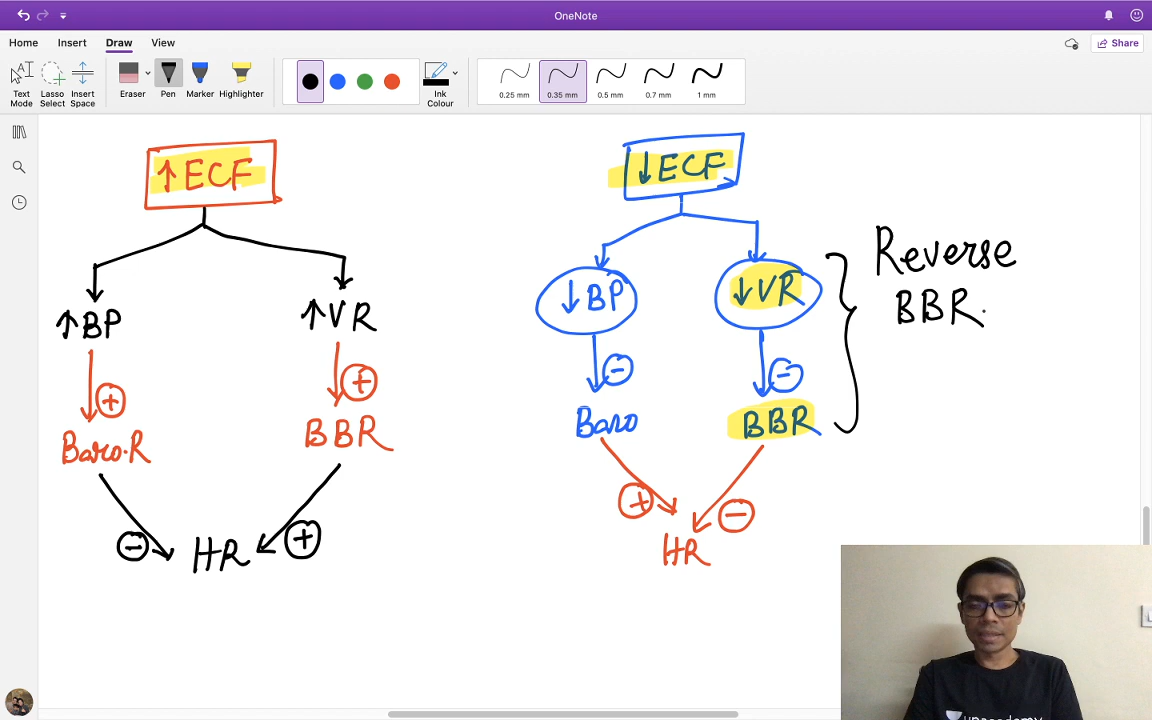 OneNote
Home Insert Draw View
Share
Text Mode
Lasso Select
Insert Space
Eraser
Pen
Marker
Highlighter
Ink Colour
0.25 mm
0.35 mm
0.5 mm
0.7 mm
1 mm
↑ECF
↓ECF
Reverse
BBR.
↑BP
↑VR
↓BP
↓VR
+
+
-
-
Baro.R
BBR
Baro
BBR
-
HR
+
+
HR
-